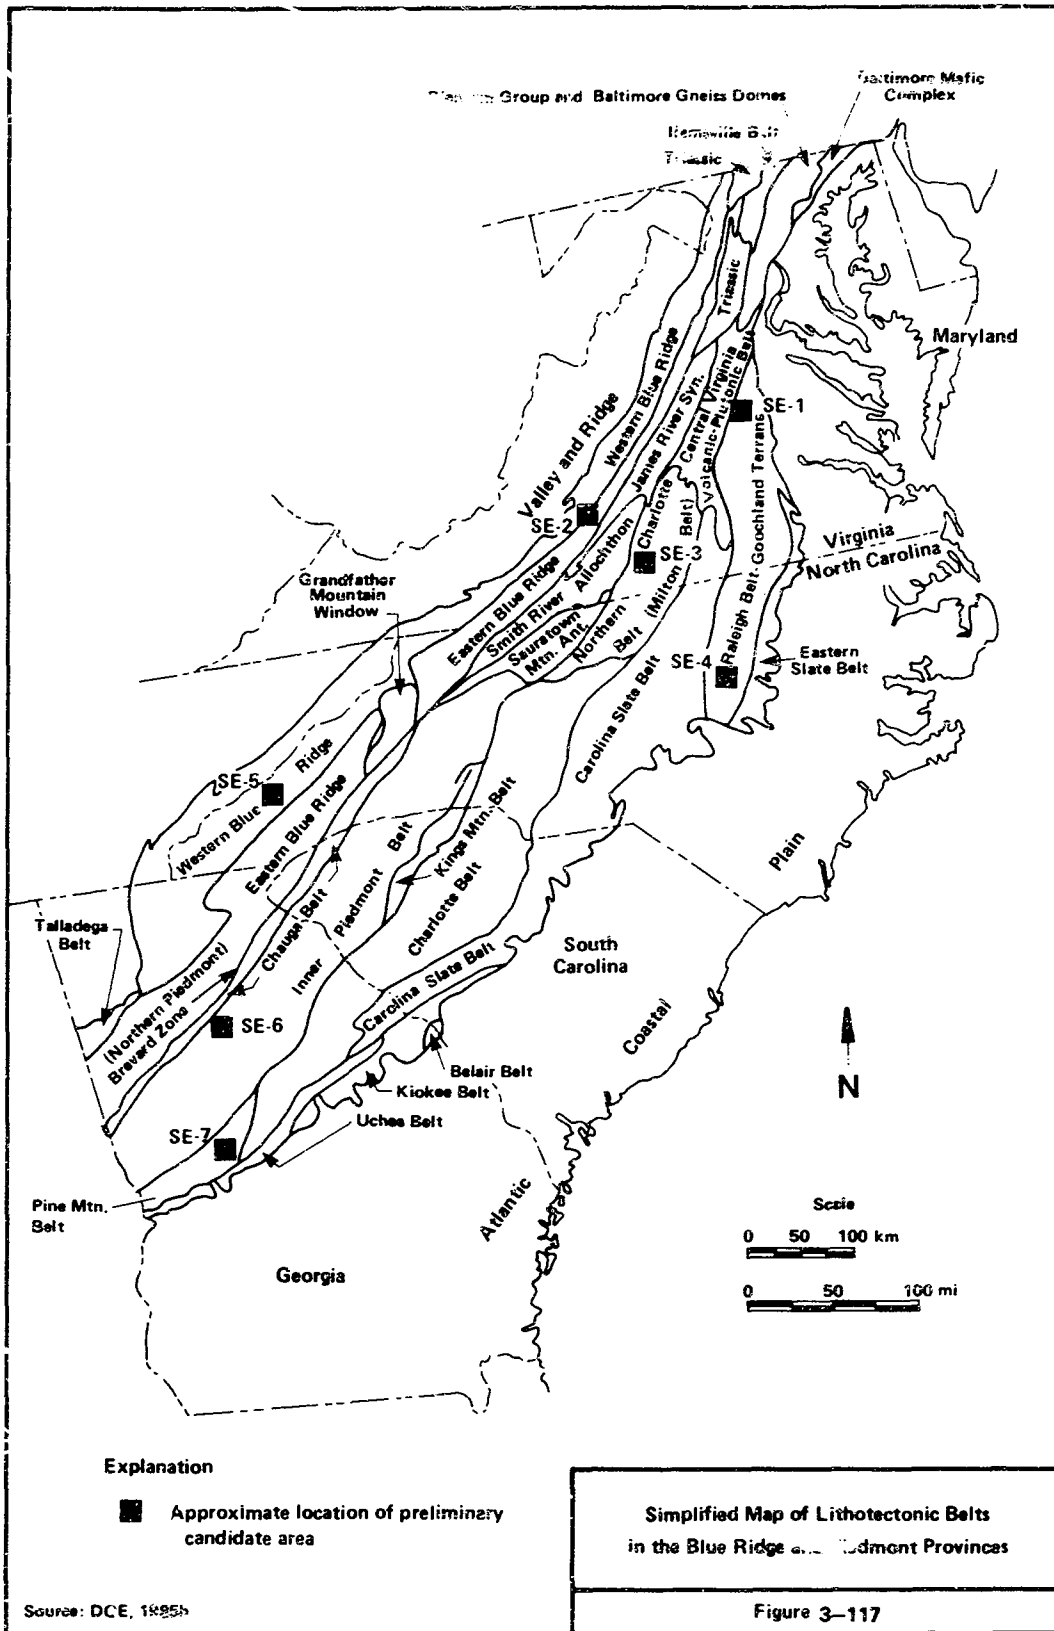 Baltimore Mafic
Complex
Group and Baltimore Gneiss Domes
Triassic
Triassic
Maryland
Western Blue Ridge
Valley and Ridge
James River Syn.
Central Virginia
Volcanic-Plutonic Belt
SE-1
SE-2
Charlotte
Belt)
SE-3
Virginia
North Carolina
Grandfather
Mountain
Window
Eastern Blue Ridge
Smith River Allochthon
Sauratown
Mtn. Ant.
Northern
Belt (Milton
Raleigh Belt-Goochland Terrane
SE-4
Eastern
Slate Belt
Carolina Slate Belt
SE-5
Western Blue Ridge
Eastern Blue Ridge
Kings Mtn. Belt
Inner Piedmont Belt
Charlotte Belt
Chauga Belt
Plain
Talladega
Belt
(Northern Piedmont)
Brevard Zone
South
Carolina
Carolina Slate Belt
SE-6
Coastal
N
Belair Belt
Kiokee Belt
Uchee Belt
SE-7
Pine Mtn.
Belt
Atlantic
Georgia
Scale
0 50 100 km
0 50 100 mi
Explanation
Approximate location of preliminary
candidate area
Simplified Map of Lithotectonic Belts
in the Blue Ridge Provinces
Source:
Figure 3–117